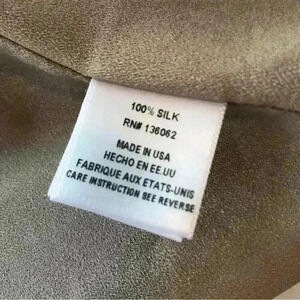 100% SILK
RN# 136062
MADE IN USA
HECHO EN EE.UU
FABRIQUE AUX ETATS-UNIS
CARE INSTRUCTION SEE REVERSE